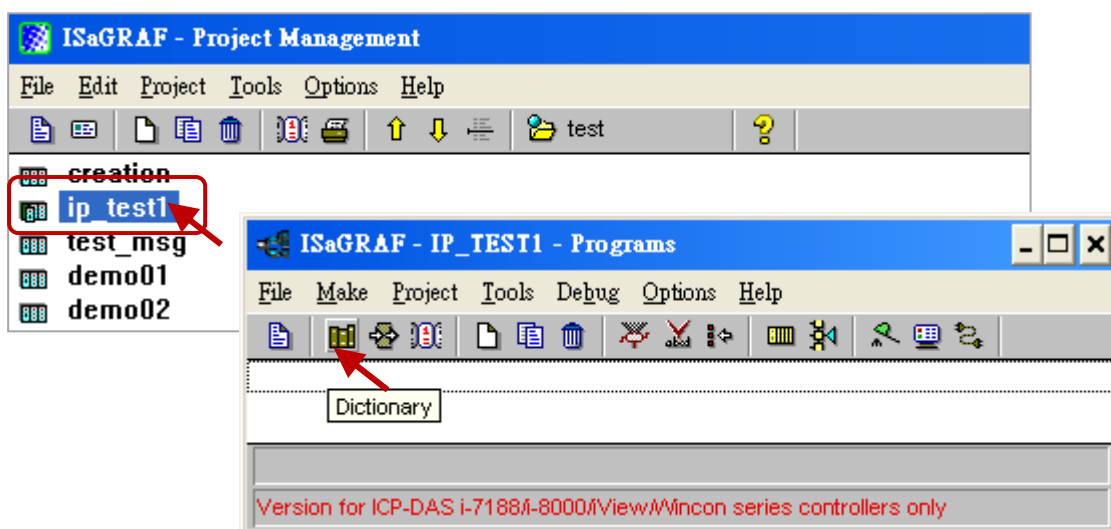 ISaGRAF - Project Management
File Edit Project Tools Options Help
test
creation
ip_test1
test_msg
demo01
demo02
ISaGRAF - IP_TEST1 - Programs
File Make Project Tools Debug Options Help
Dictionary
Version for ICP-DAS i-7188/i-8000/iView/Wincon series controllers only